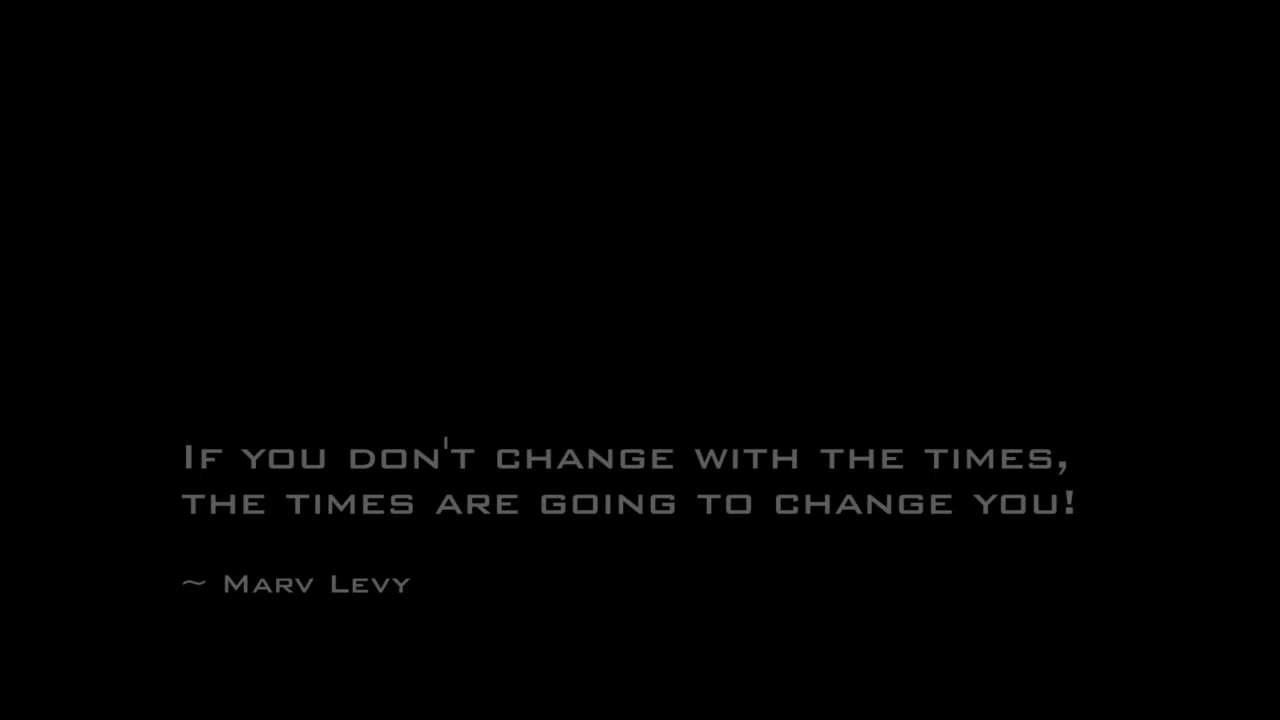 If you don't change with the times,
the times are going to change you!
~ Marv Levy